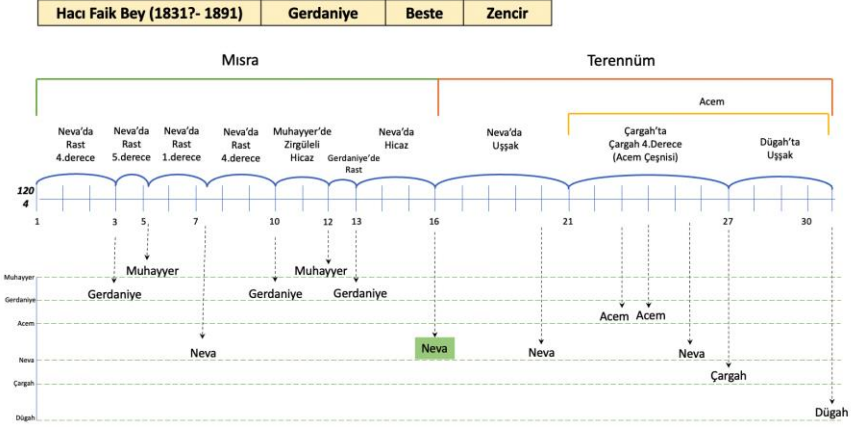 Hacı Faik Bey (1831?- 1891) Gerdaniye Beste Zencir
Mısra Terennüm
Acem
Neva'da
Rast
4.derece
Neva'da
Rast
5.derece
Neva'da
Rast
1.derece
Neva'da
Rast
4.derece
Muhayyer'de
Zirgüleli
Hicaz
Gerdaniye'de
Rast
Neva'da
Hicaz
Neva'da
Uşşak
Çargah'ta
Çargah 4.Derece
(Acem Çeşnisi)
Dügah'ta
Uşşak
120
4
1 3 5 7 10 12 13 16 21 27 30
Muhayyer Muhayyer
Muhayyer
Gerdaniye Gerdaniye Gerdaniye
Gerdaniye
Acem Acem
Acem
Neva Neva Neva Neva
Neva
Çargah
Çargah
Dügah
Dügah